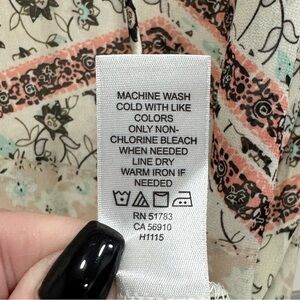 MACHINE WASH
COLD WITH LIKE
COLORS
ONLY NON-
CHLORINE BLEACH
WHEN NEEDED
LINE DRY
WARM IRON IF
NEEDED
RN 51783
CA 56910
H1115